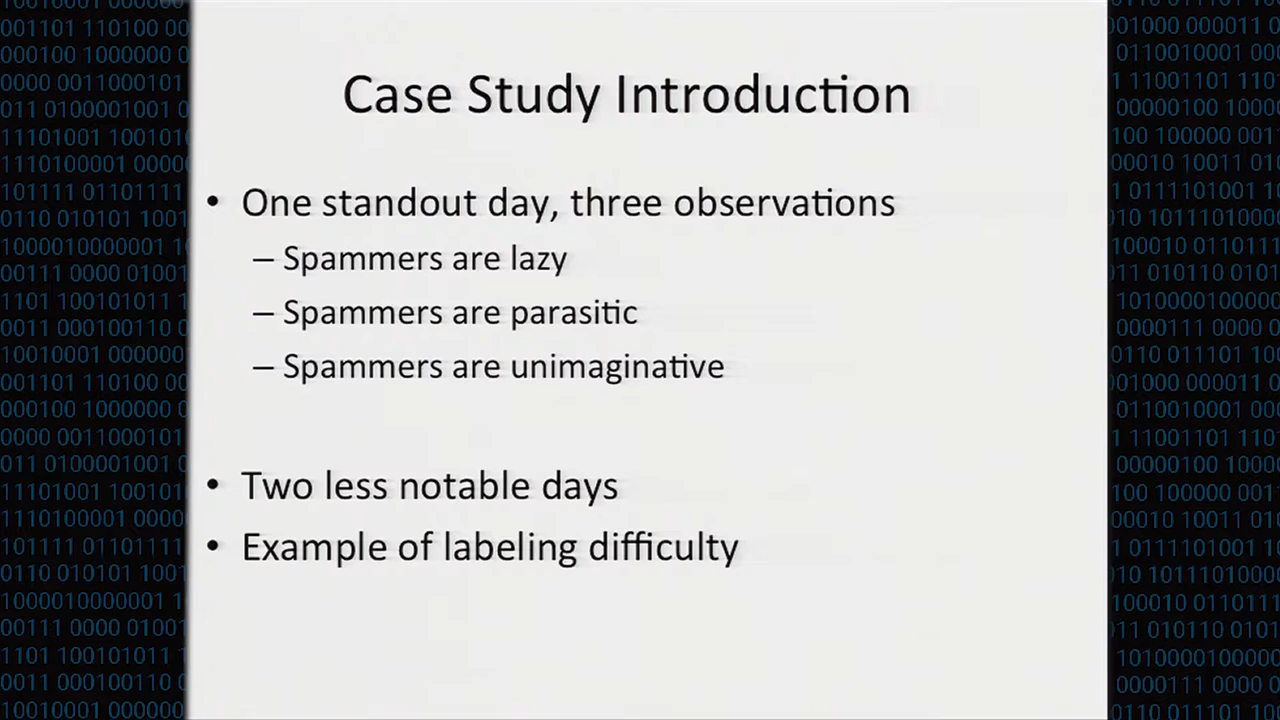 Case Study Introduction
• One standout day, three observations
– Spammers are lazy
– Spammers are parasitic
– Spammers are unimaginative
• Two less notable days
• Example of labeling difficulty